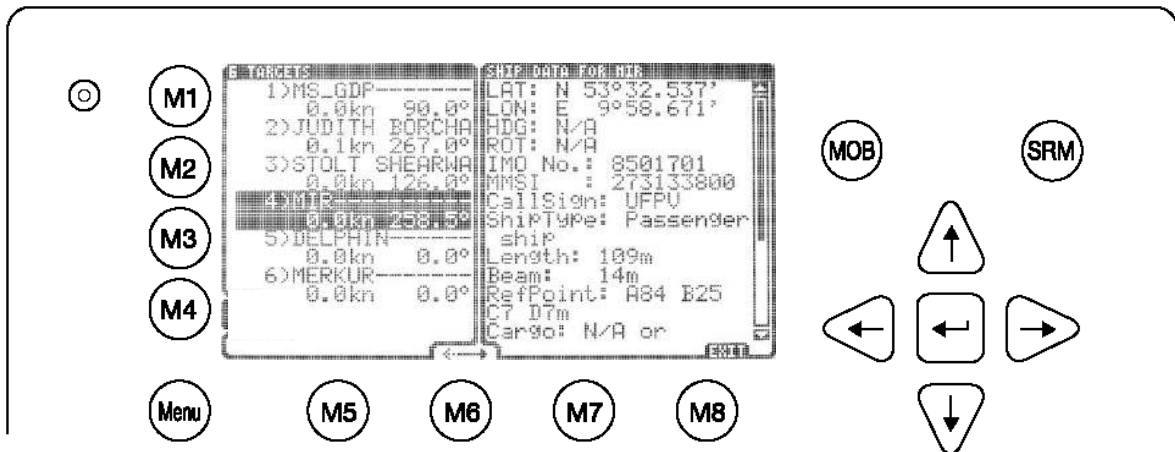 6 TARGETS
1)MS_GDP--------
0.0kn 90.0°
2)JUDITH BORCHA
0.1kn 267.0°
3)STOLT SHEARWA
0.0kn 126.0°
4)MIR-----------
0.0kn 258.5°
5)DELPHIN-------
0.0kn 0.0°
6)MERKUR--------
0.0kn 0.0°
SHIP DATA FOR MIR
LAT: N 53°32.537'
LON: E 9°58.671'
HDG: N/A
ROT: N/A
IMO No.: 8501701
MMSI : 273133800
CallSign: UFPV
ShipType: Passenger
ship
Length: 109m
Beam: 14m
RefPoint: A84 B25
C7 D7m
Cargo: N/A or
EXIT
M1
M2
M3
M4
Menu
M5
M6
M7
M8
MOB
SRM